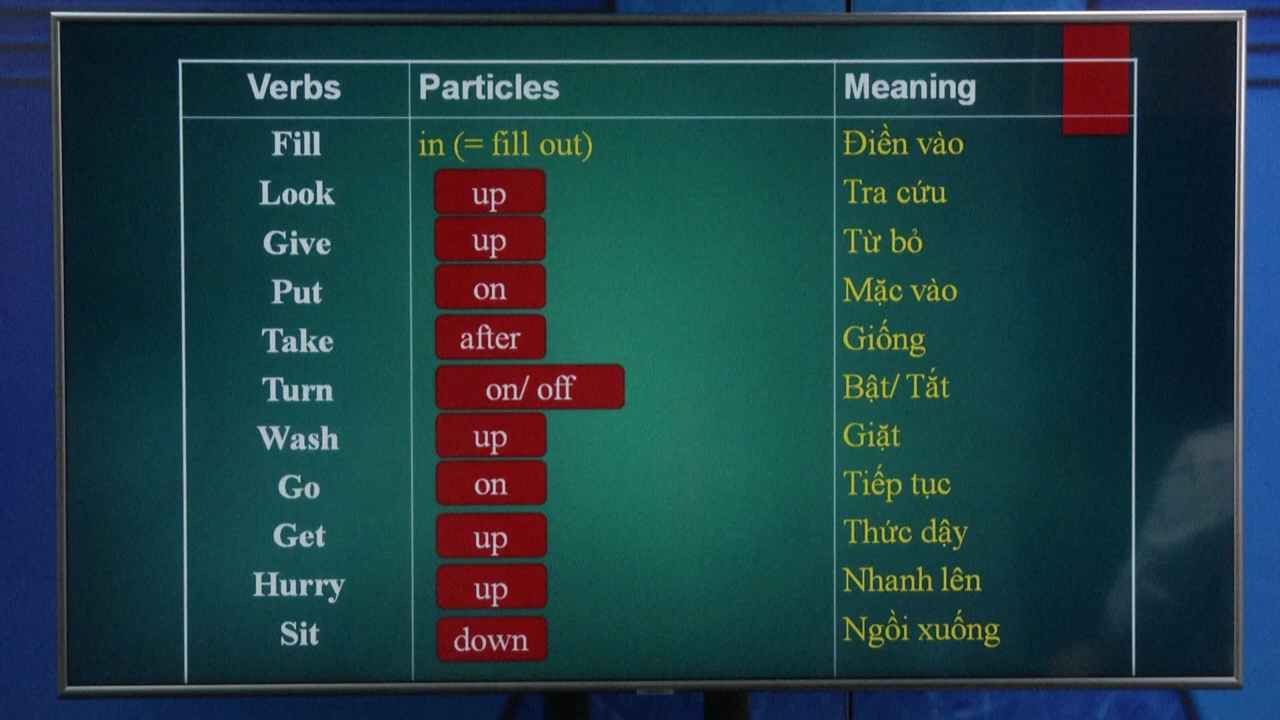 Verbs Particles Meaning
Fill in (= fill out) Điền vào
Look up Tra cứu
Give up Từ bỏ
Put on Mặc vào
Take after Giống
Turn on/ off Bật/ Tắt
Wash up Giặt
Go on Tiếp tục
Get up Thức dậy
Hurry up Nhanh lên
Sit down Ngồi xuống